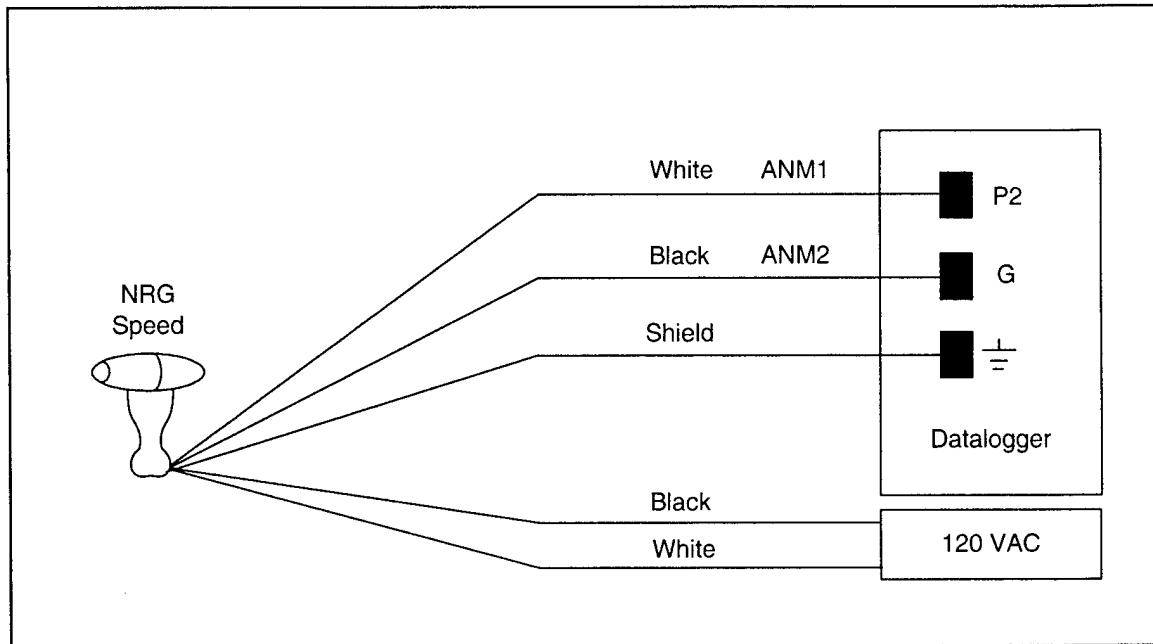 White ANM1
P2
Black ANM2
G
NRG
Speed
Shield
Datalogger
Black
White
120 VAC